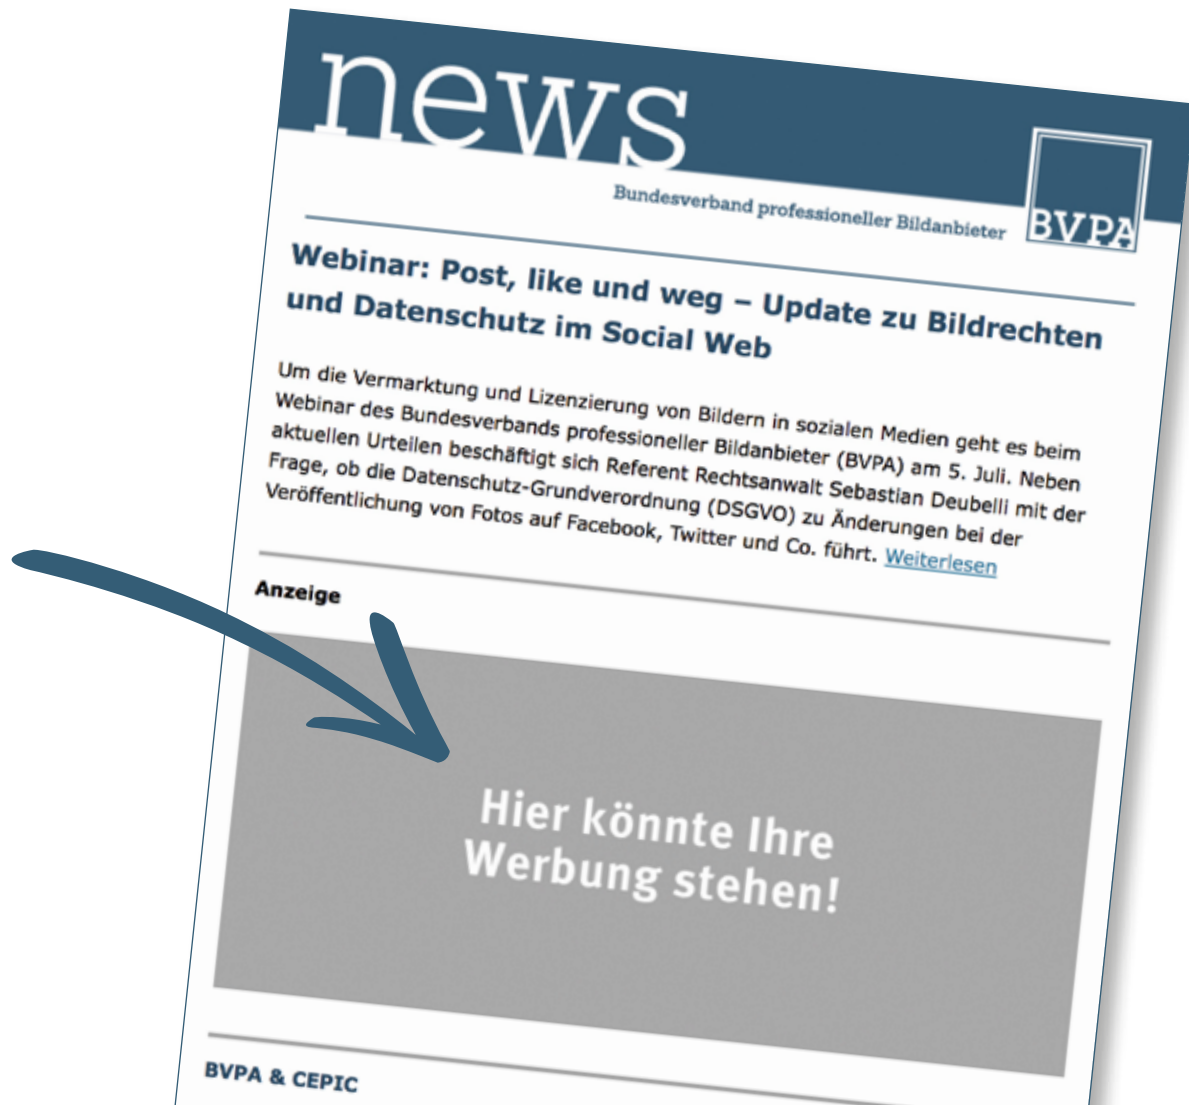 news
Bundesverband professioneller Bildanbieter
BVPA
Webinar: Post, like und weg – Update zu Bildrechten
und Datenschutz im Social Web
Um die Vermarktung und Lizenzierung von Bildern in sozialen Medien geht es beim
Webinar des Bundesverbands professioneller Bildanbieter (BVPA) am 5. Juli. Neben
aktuellen Urteilen beschäftigt sich Referent Rechtsanwalt Sebastian Deubelli mit der
Frage, ob die Datenschutz-Grundverordnung (DSGVO) zu Änderungen bei der
Veröffentlichung von Fotos auf Facebook, Twitter und Co. führt. Weiterlesen
Anzeige
Hier könnte Ihre
Werbung stehen!
BVPA & CEPIC